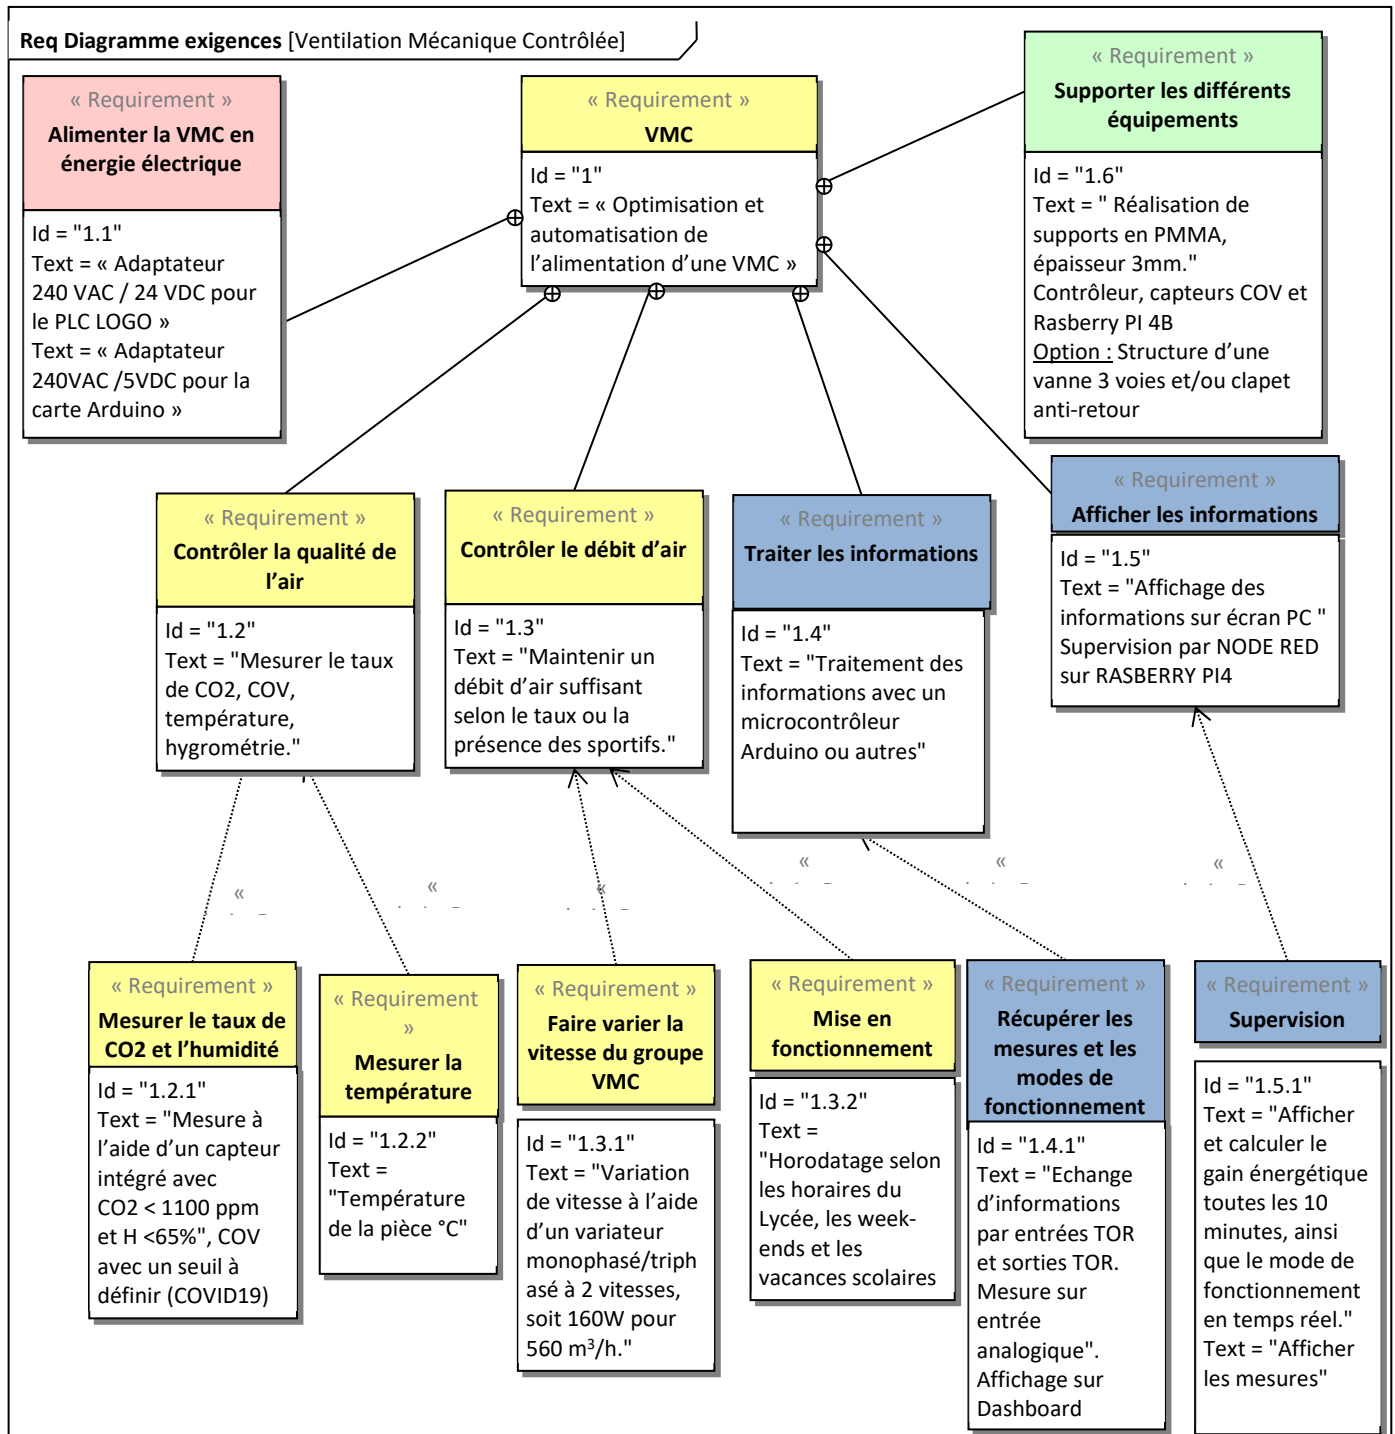 Req Diagramme exigences [Ventilation Mécanique Contrôlée]
« Requirement »
Alimenter la VMC en
énergie électrique
Id = "1.1"
Text = « Adaptateur
240 VAC / 24 VDC pour
le PLC LOGO »
Text = « Adaptateur
240VAC /5VDC pour la
carte Arduino »
« Requirement »
VMC
Id = "1"
Text = « Optimisation et
automatisation de
l’alimentation d’une VMC »
« Requirement »
Supporter les différents
équipements
Id = "1.6"
Text = " Réalisation de
supports en PMMA,
épaisseur 3mm."
Contrôleur, capteurs COV et
Rasberry PI 4B
Option : Structure d’une
vanne 3 voies et/ou clapet
anti-retour
« Requirement »
Contrôler la qualité de
l’air
Id = "1.2"
Text = "Mesurer le taux
de CO2, COV,
température,
hygrométrie."
« Requirement »
Contrôler le débit d’air
Id = "1.3"
Text = "Maintenir un
débit d’air suffisant
selon le taux ou la
présence des sportifs."
« Requirement »
Traiter les informations
Id = "1.4"
Text = "Traitement des
informations avec un
microcontrôleur
Arduino ou autres"
« Requirement »
Afficher les informations
Id = "1.5"
Text = "Affichage des
informations sur écran PC "
Supervision par NODE RED
sur RASBERRY PI4
«
«
«
«
«
«
« Requirement »
Mesurer le taux de
CO2 et l’humidité
Id = "1.2.1"
Text = "Mesure à
l’aide d’un capteur
intégré avec
CO2 < 1100 ppm
et H <65%", COV
avec un seuil à
définir (COVID19)
« Requirement
»
Mesurer la
température
Id = "1.2.2"
Text =
"Température
de la pièce °C"
« Requirement »
Faire varier la
vitesse du groupe
VMC
Id = "1.3.1"
Text = "Variation
de vitesse à l’aide
d’un variateur
monophasé/triph
asé à 2 vitesses,
soit 160W pour
560 m³/h."
« Requirement »
Mise en
fonctionnement
Id = "1.3.2"
Text =
"Horodatage selon
les horaires du
Lycée, les week-
ends et les
vacances scolaires
« Requirement »
Récupérer les
mesures et les
modes de
fonctionnement
Id = "1.4.1"
Text = "Echange
d’informations
par entrées TOR
et sorties TOR.
Mesure sur
entrée
analogique".
Affichage sur
Dashboard
« Requirement »
Supervision
Id = "1.5.1"
Text = "Afficher
et calculer le
gain énergétique
toutes les 10
minutes, ainsi
que le mode de
fonctionnement
en temps réel."
Text = "Afficher
les mesures"